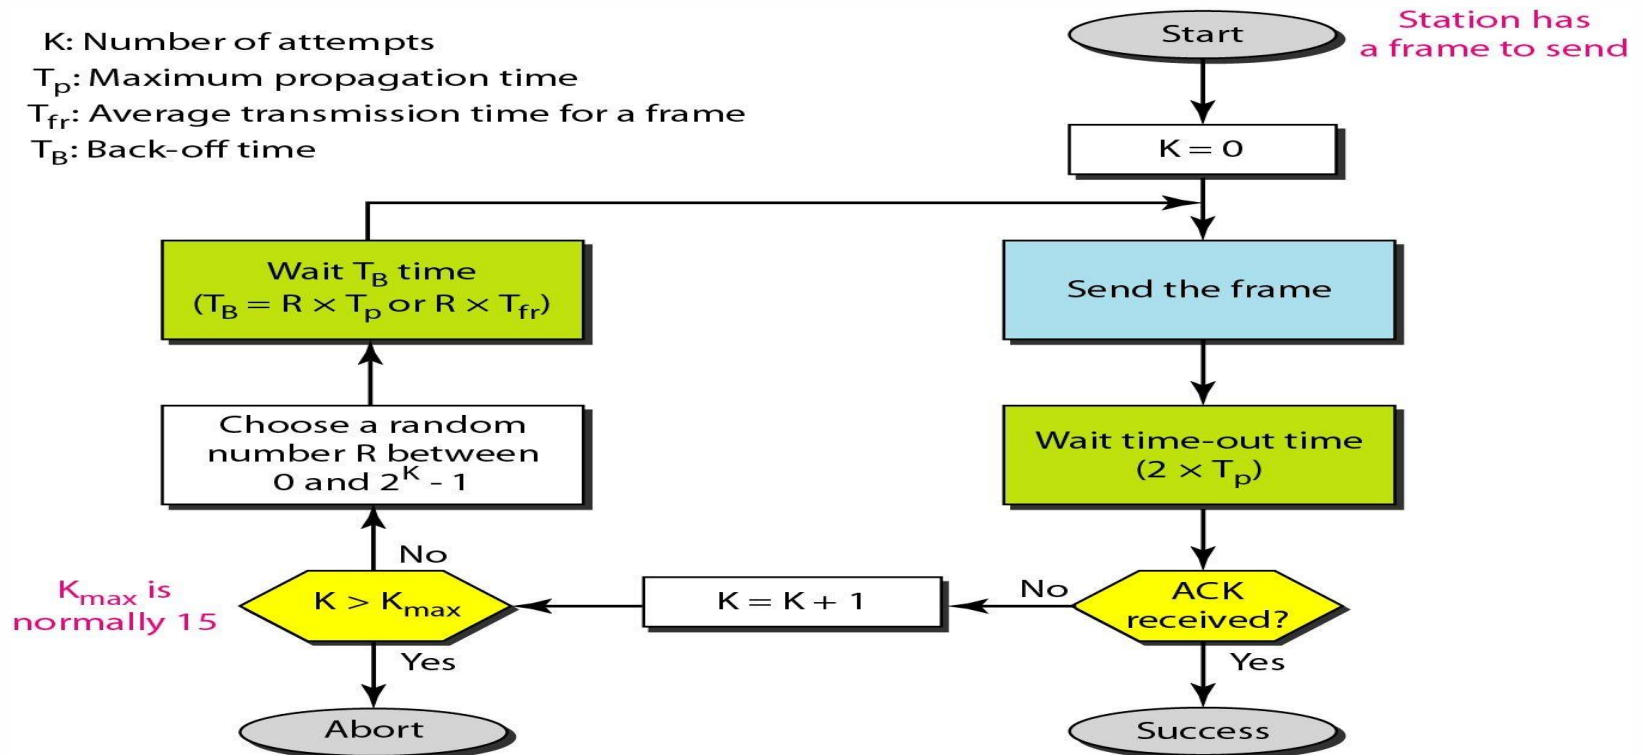 K: Number of attempts
Tp: Maximum propagation time
Tfr: Average transmission time for a frame
TB: Back-off time
Start
Station has
a frame to send
K = 0
Wait TB time
(TB = R × Tp or R × Tfr)
Send the frame
Choose a random
number R between
0 and 2^K - 1
Wait time-out time
(2 × Tp)
No
Kmax is
normally 15
K > Kmax
K = K + 1
No
ACK
received?
Yes
Yes
Abort
Success